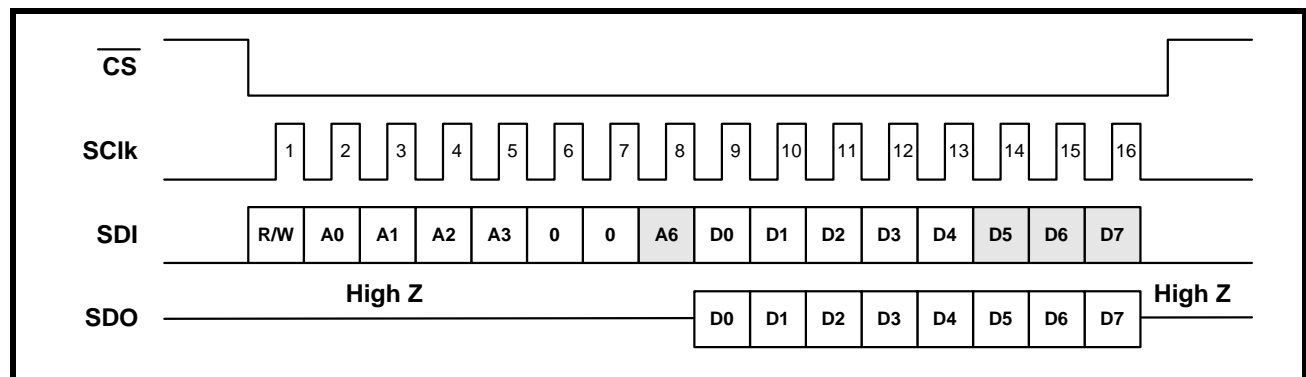 CS
SClk 1 2 3 4 5 6 7 8 9 10 11 12 13 14 15 16
SDI R/W A0 A1 A2 A3 0 0 A6 D0 D1 D2 D3 D4 D5 D6 D7
High Z High Z
SDO D0 D1 D2 D3 D4 D5 D6 D7